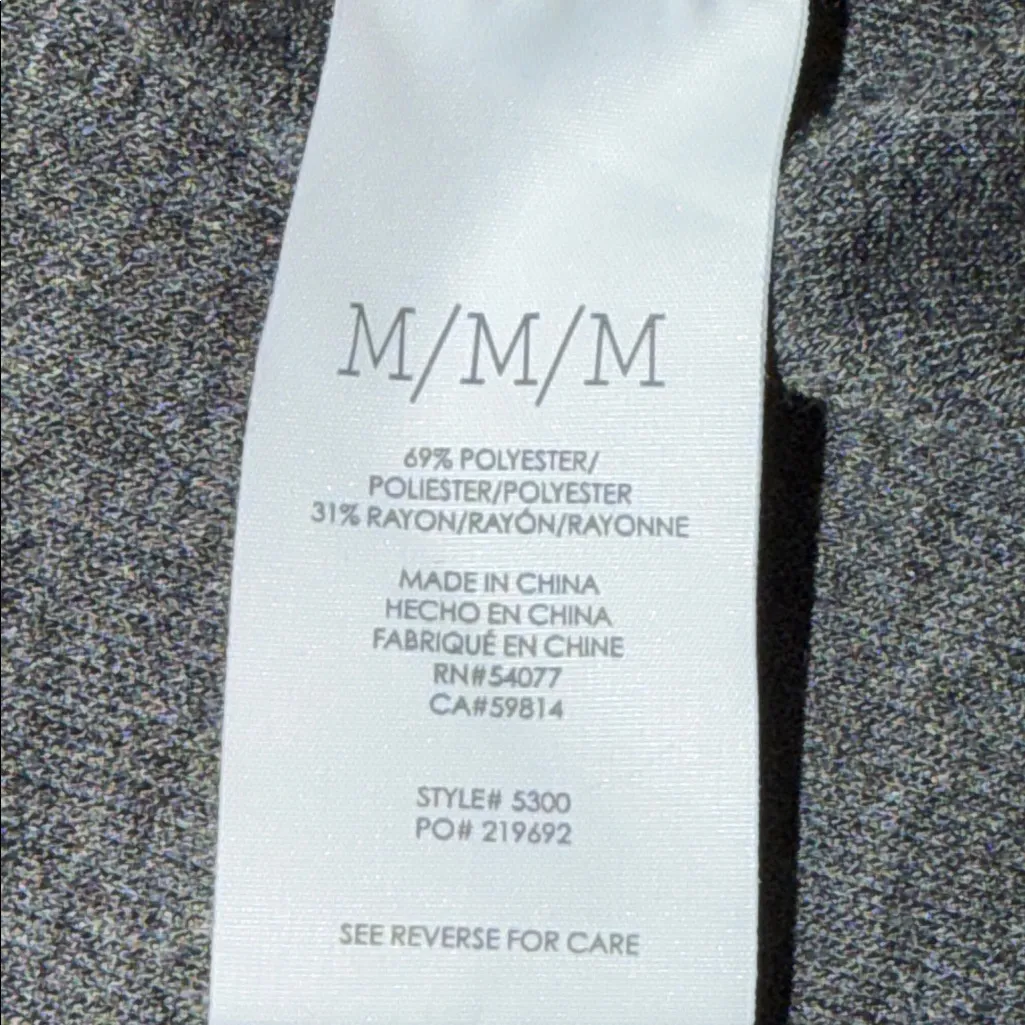 M/M/M
69% POLYESTER/
POLIESTER/POLYESTER
31% RAYON/RAYÓN/RAYONNE
MADE IN CHINA
HECHO EN CHINA
FABRIQUÉ EN CHINE
RN#54077
CA#59814
STYLE# 5300
PO# 219692
SEE REVERSE FOR CARE